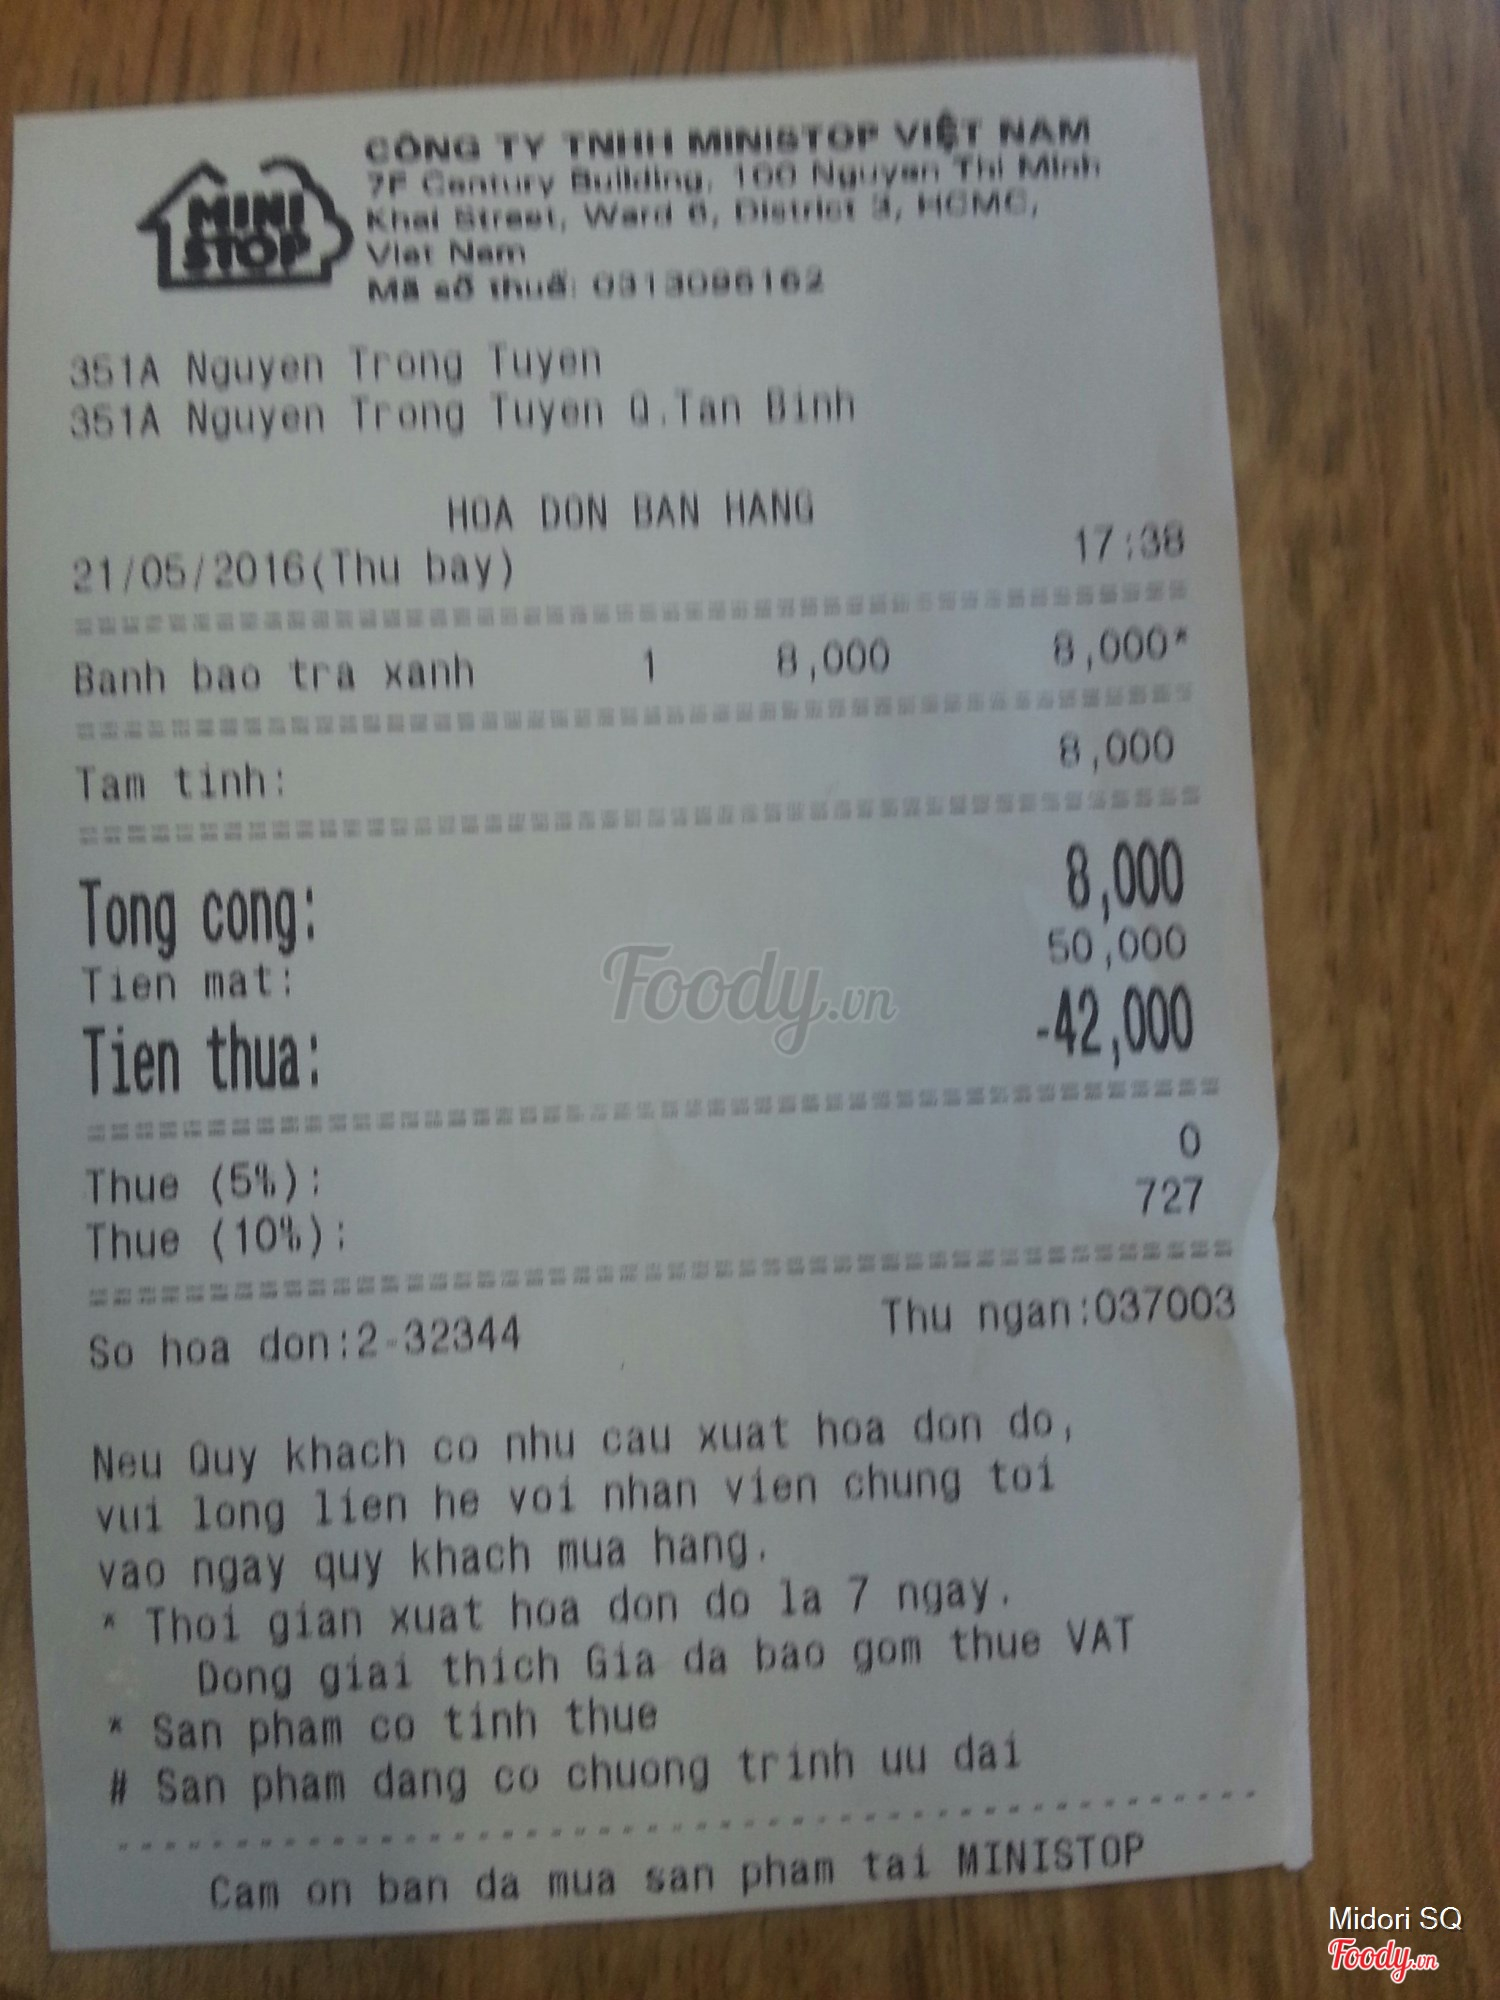 MINI
STOP
CÔNG TY TNHH MINISTOP VIỆT NAM
7F Century Building, 100 Nguyen Thi Minh
Khai Street, Ward 6, District 3, HCMC,
Viet Nam
Mã số thuế: 0313096162
351A Nguyen Trong Tuyen
351A Nguyen Trong Tuyen Q.Tan Binh
HOA DON BAN HANG
21/05/2016(Thu bay) 17:38
Banh bao tra xanh 1 8,000 8,000*
Tam tinh: 8,000
Tong cong: 8,000
Tien mat: 50,000
Tien thua: -42,000
Foody.vn
Thue (5%): 0
Thue (10%): 727
So hoa don:2-32344 Thu ngan:037003
Neu Quy khach co nhu cau xuat hoa don do,
vui long lien he voi nhan vien chung toi
vao ngay quy khach mua hang.
* Thoi gian xuat hoa don do la 7 ngay.
Dong giai thich Gia da bao gom thue VAT
* San pham co tinh thue
# San pham dang co chuong trinh uu dai
Cam on ban da mua san pham tai MINISTOP
Midori SQ
Foody.vn